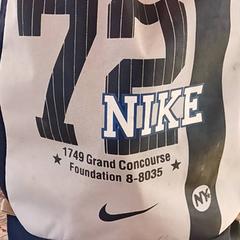 72
NIKE
1749 Grand Concourse
Foundation 8-8035
NY